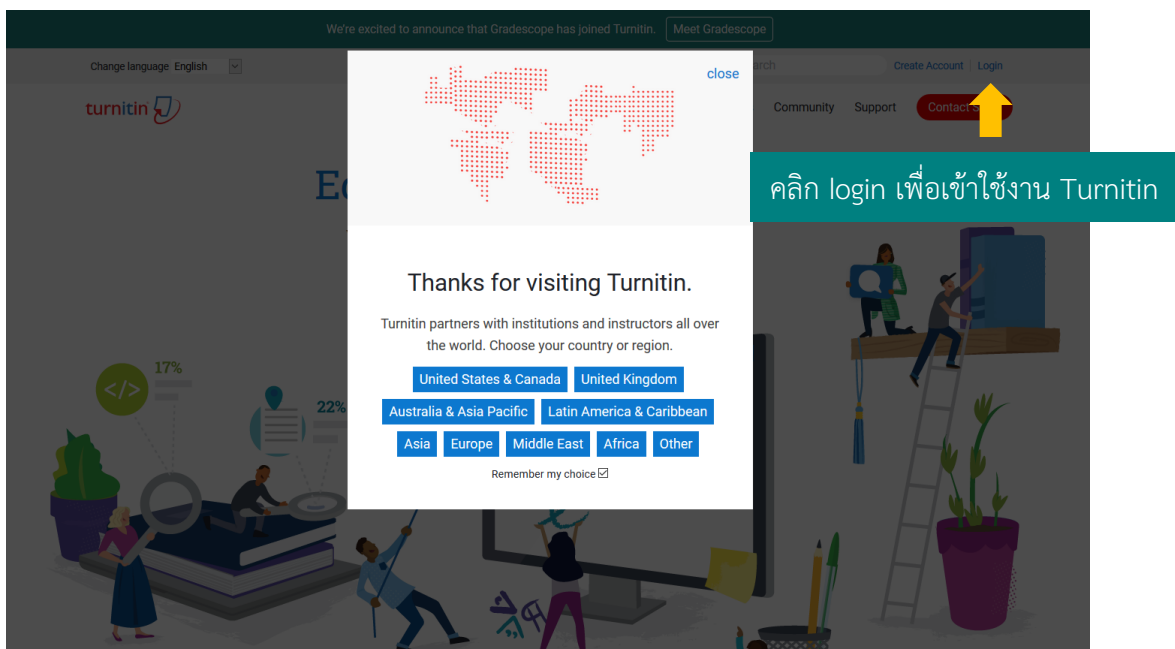 We're excited to announce that Gradescope has joined Turnitin. Meet Gradescope
Change language English
Create Account Login
turnitin
close
Community Support
คลิก login เพื่อเข้าใช้งาน Turnitin
Thanks for visiting Turnitin.
Turnitin partners with institutions and instructors all over
the world. Choose your country or region.
United States & Canada United Kingdom
Australia & Asia Pacific Latin America & Caribbean
Asia Europe Middle East Africa Other
Remember my choice
17%
</>
22%